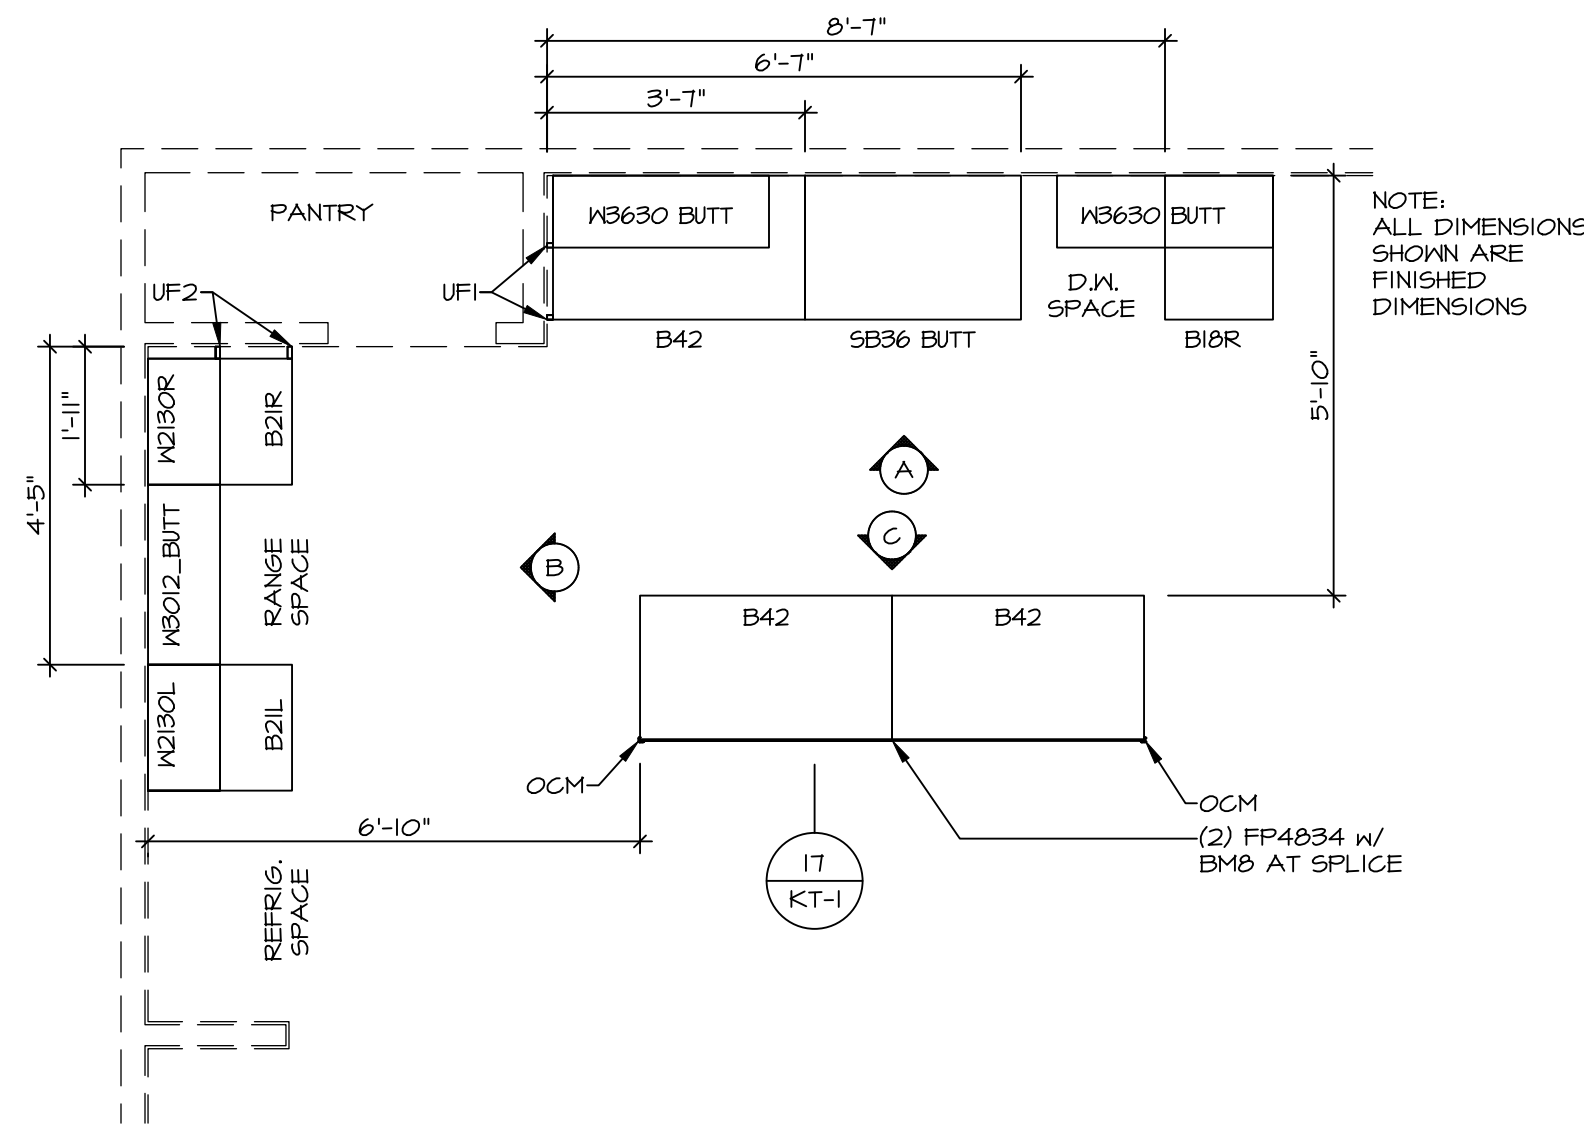 8'-7"
6'-7"
3'-7"
PANTRY
W3630 BUTT
W3630 BUTT
NOTE:
ALL DIMENSIONS
SHOWN ARE
FINISHED
DIMENSIONS
UF2
UF1
D.W.
SPACE
B42
SB36 BUTT
B18R
5'-10"
1'-11"
4'-5"
W2130R
B21R
W3012_BUTT
RANGE
SPACE
W2130L
B21L
A
C
B
B42
B42
OCM
OCM
(2) FP4834 w/
BM8 AT SPLICE
6'-10"
17
KT-1
REFRIG.
SPACE